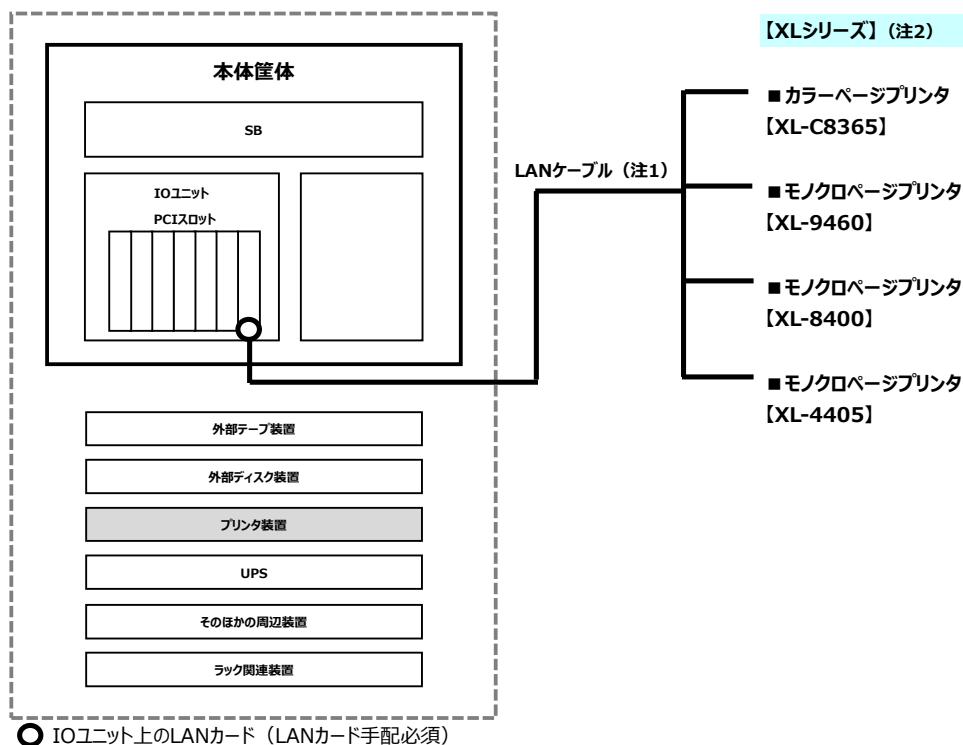 本体筐体
SB
IOユニット
PCIスロット
LANケーブル（注1）
【XLシリーズ】（注2）
■カラーページプリンタ
【XL-C8365】
■モノクロページプリンタ
【XL-9460】
■モノクロページプリンタ
【XL-8400】
■モノクロページプリンタ
【XL-4405】
外部テープ装置
外部ディスク装置
プリンタ装置
UPS
そのほかの周辺装置
ラック関連装置
IOユニット上のLANカード（LANカード手配必須）